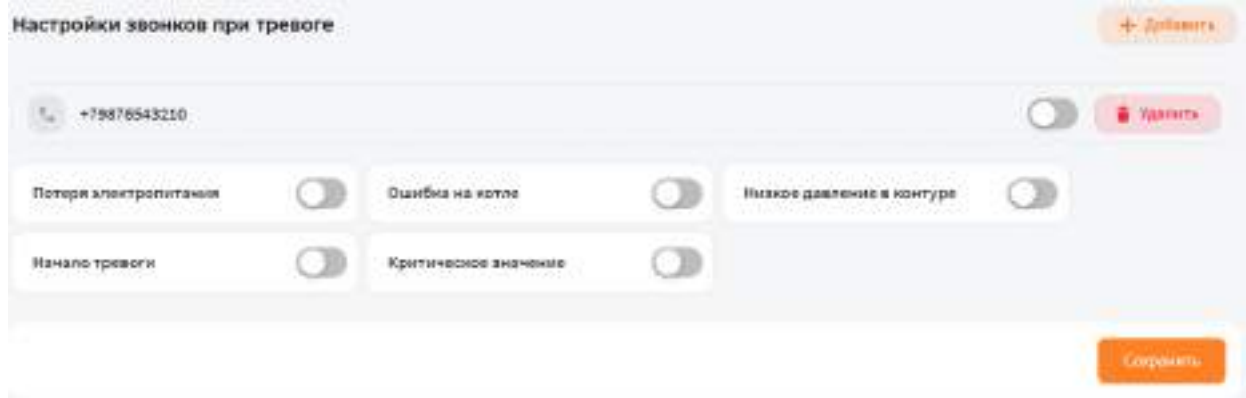 Настройки звонков при тревоге
+ Добавить
+79876543210
Удалить
Потеря электропитания
Ошибка на котле
Низкое давление в контуре
Начало тревоги
Критическое значение
Сохранить